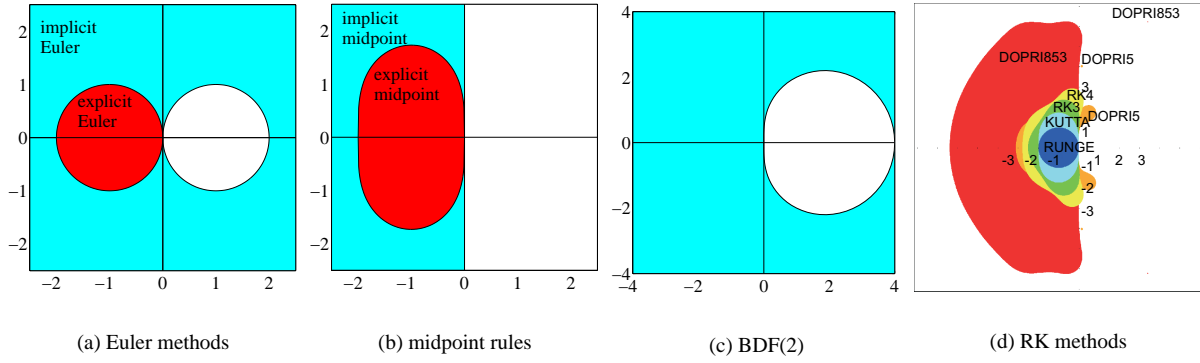 implicit
Euler
explicit
Euler
2
1
0
−1
−2
−2 −1 0 1 2
(a) Euler methods
implicit
midpoint
explicit
midpoint
2
1
0
−1
−2
−2 −1 0 1 2
(b) midpoint rules
4
2
0
−2
−4
−4 −2 0 2 4
(c) BDF(2)
DOPRI853
DOPRI853
DOPRI5
3
RK4
RK3
DOPRI5
KUTTA
1
RUNGE
-3 -2 -1 1 2 3
-1
-2
-3
(d) RK methods